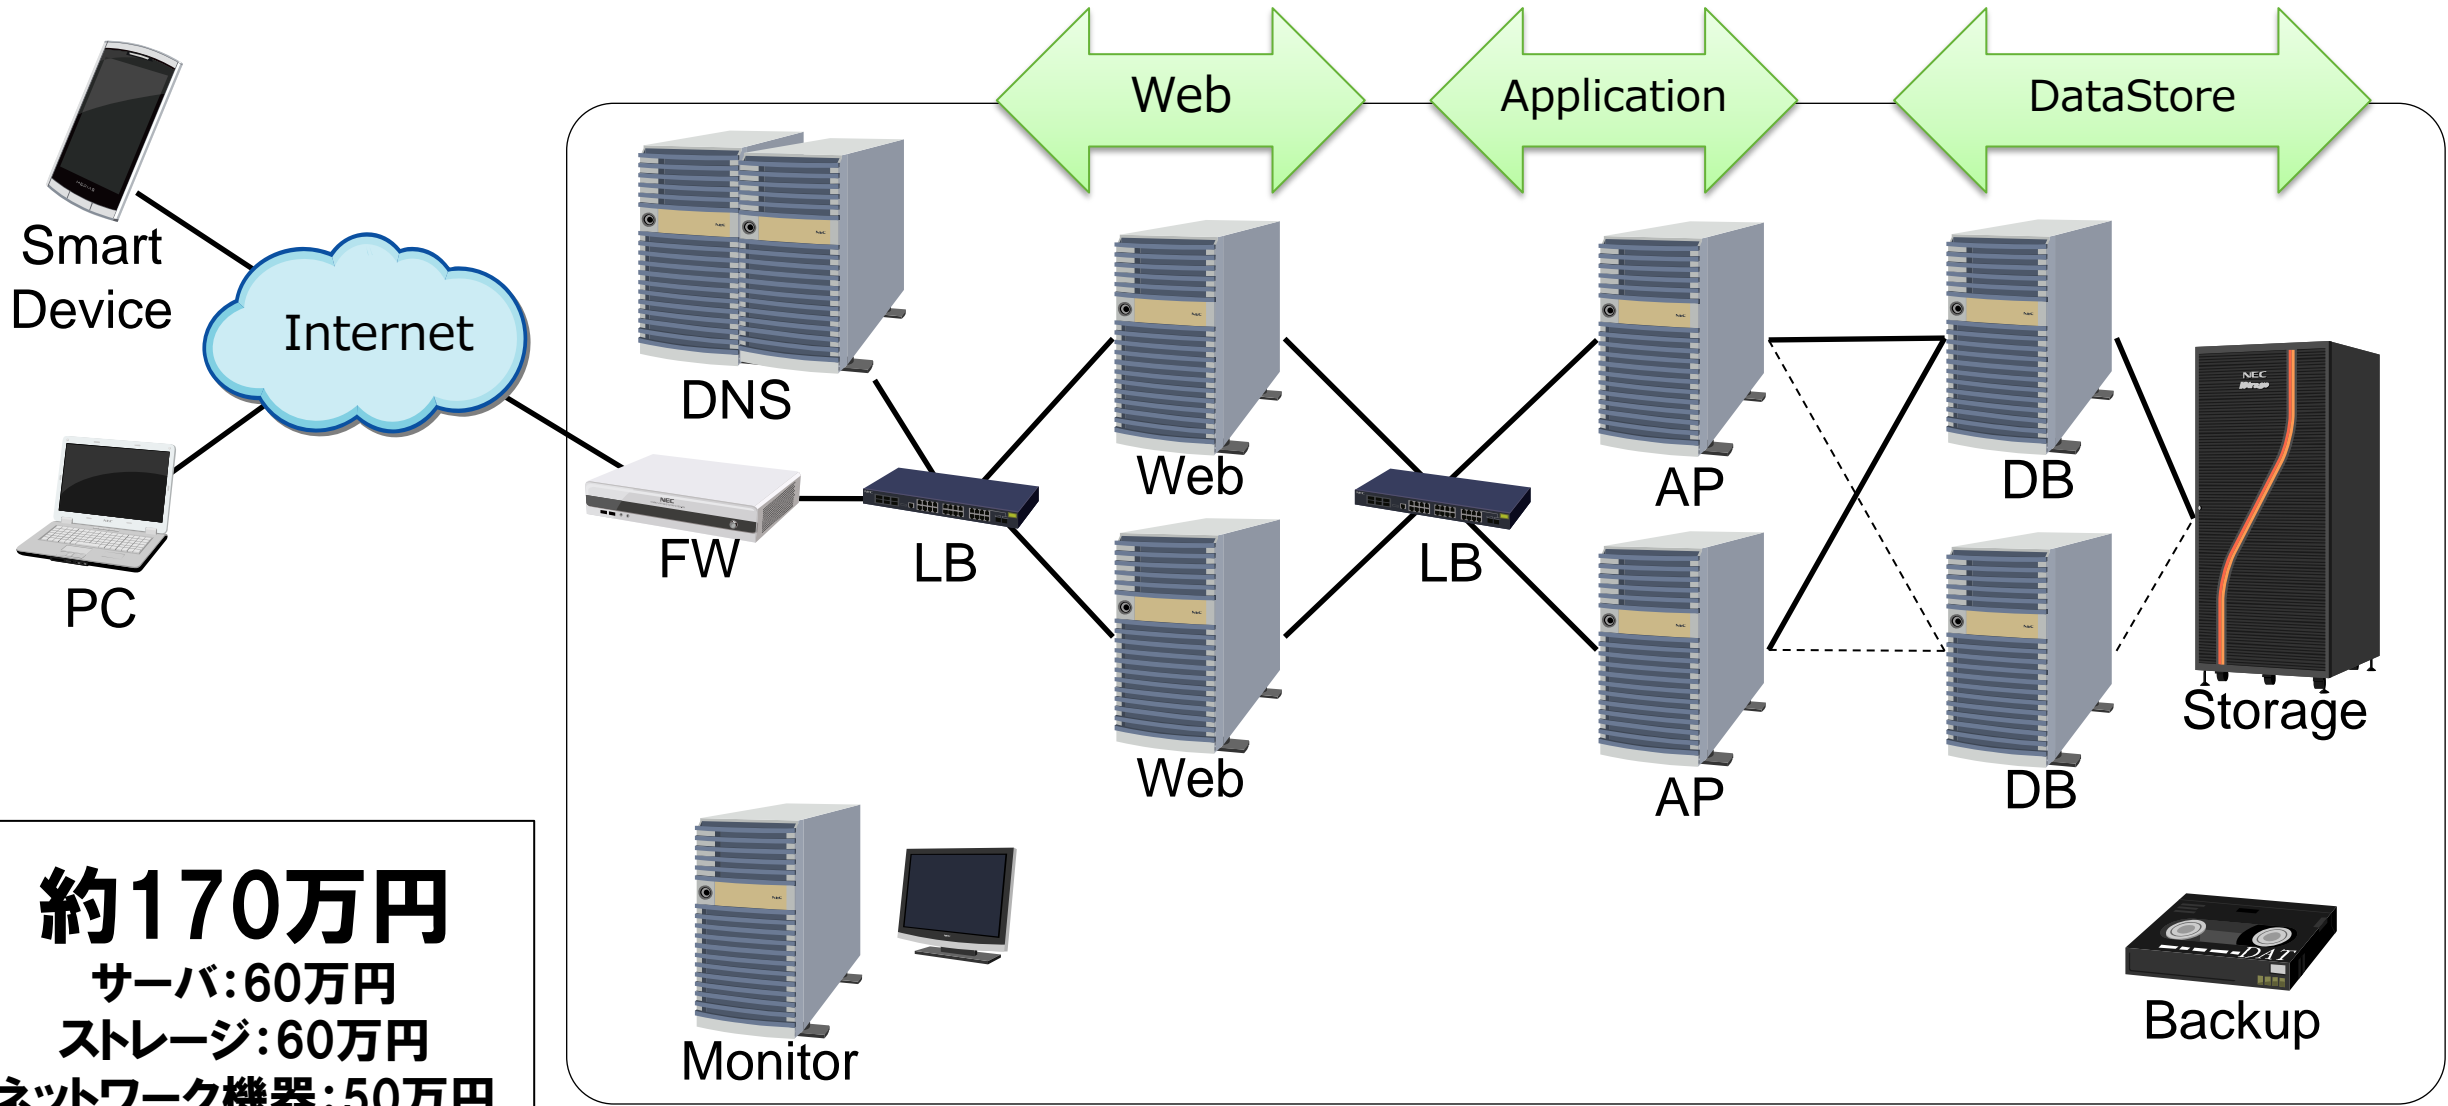 Web
Application
DataStore
Smart
Device
Internet
PC
DNS
FW
LB
Web
Web
LB
AP
AP
DB
DB
NEC
Storage
Monitor
DAT
Backup
約170万円
サーバ：60万円
ストレージ：60万円
ネットワーク機器：50万円